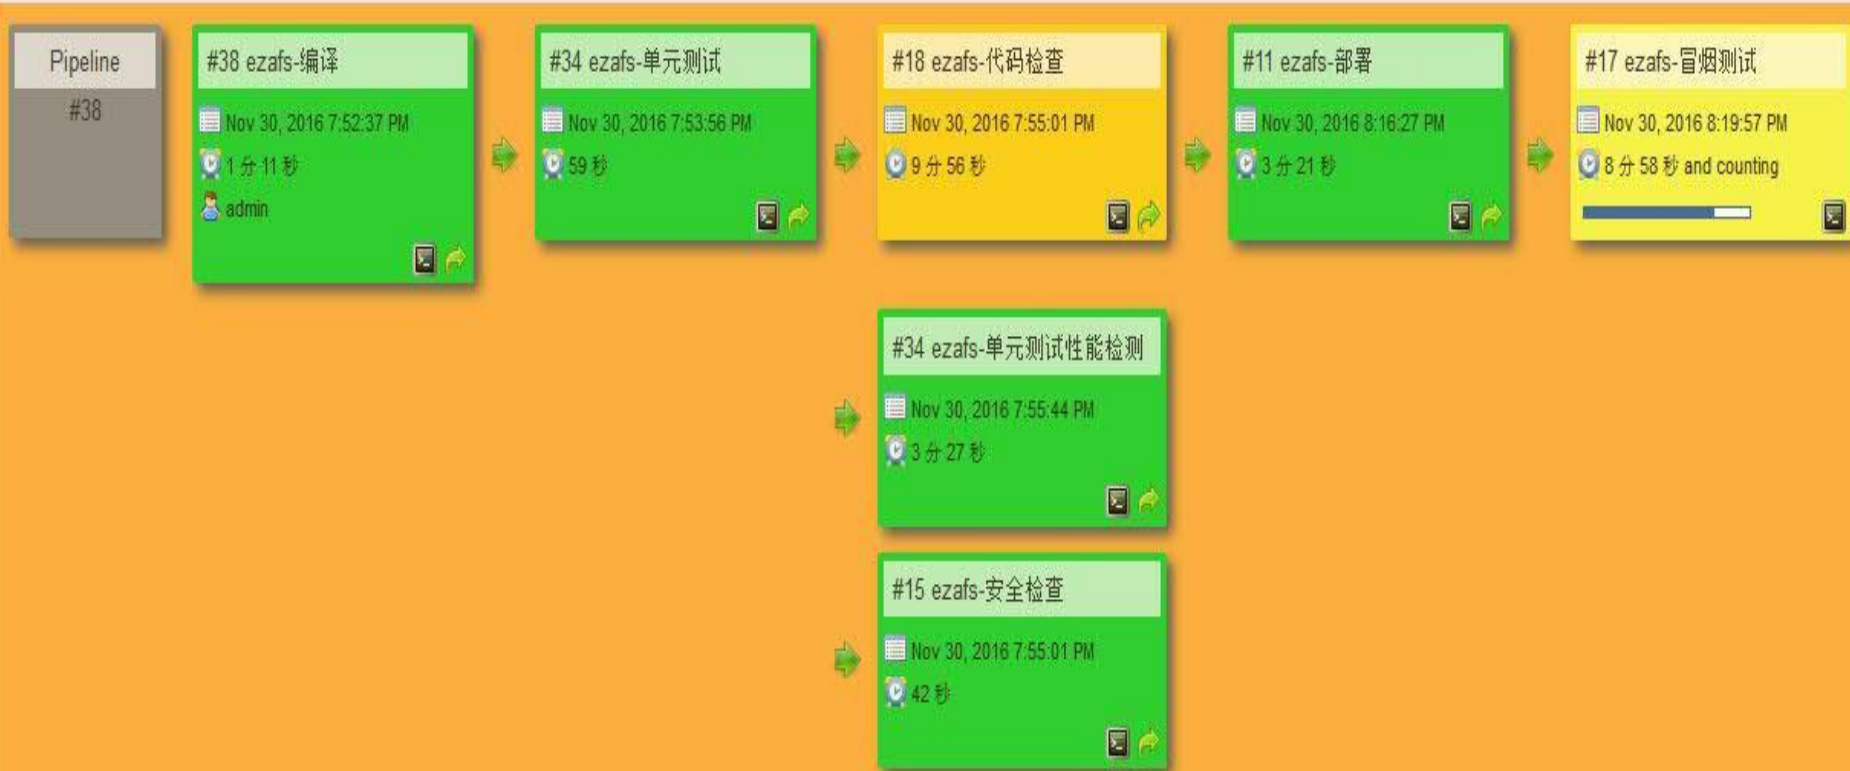 Pipeline
#38
#38 ezafs-编译
Nov 30, 2016 7:52:37 PM
1 分 11 秒
admin
#34 ezafs-单元测试
Nov 30, 2016 7:53:56 PM
59 秒
#18 ezafs-代码检查
Nov 30, 2016 7:55:01 PM
9 分 56 秒
#11 ezafs-部署
Nov 30, 2016 8:16:27 PM
3 分 21 秒
#17 ezafs-冒烟测试
Nov 30, 2016 8:19:57 PM
8 分 58 秒 and counting
#34 ezafs-单元测试性能检测
Nov 30, 2016 7:55:44 PM
3 分 27 秒
#15 ezafs-安全检查
Nov 30, 2016 7:55:01 PM
42 秒